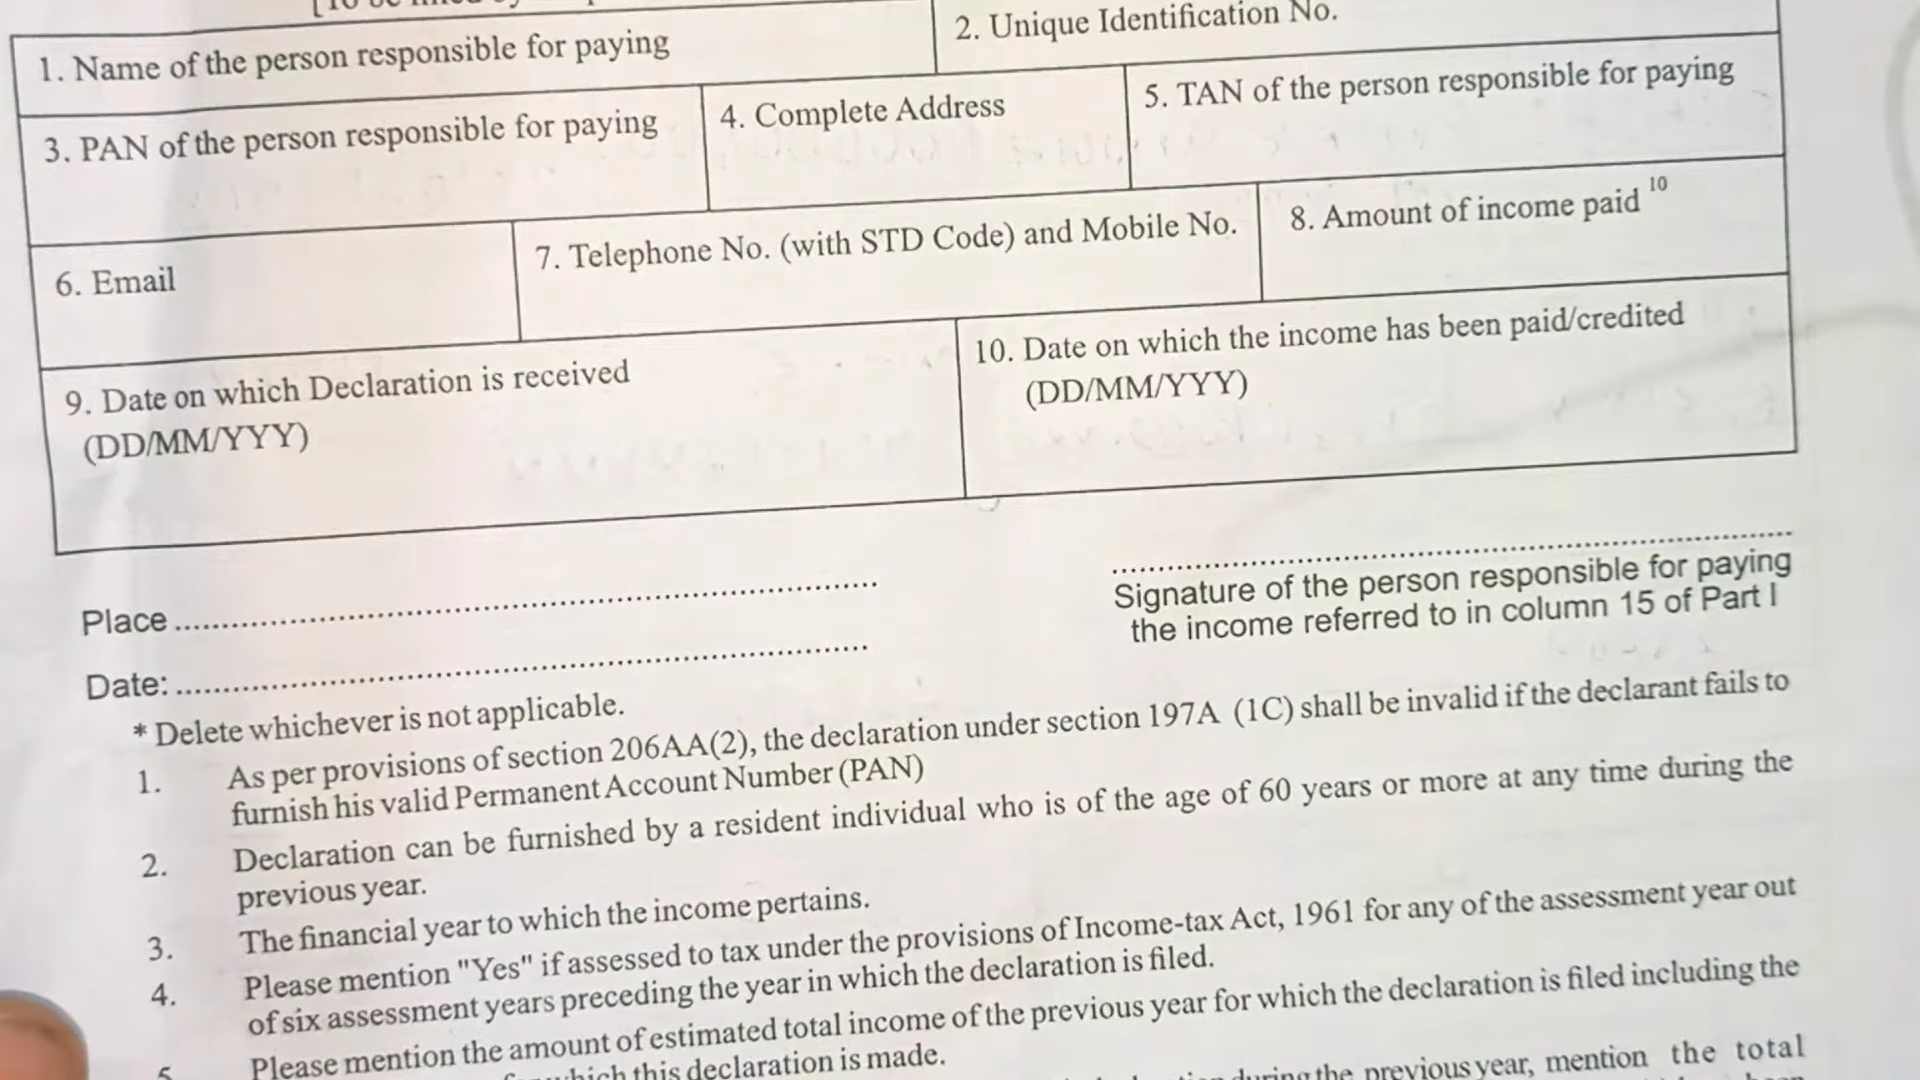 1. Name of the person responsible for paying
2. Unique Identification No.
3. PAN of the person responsible for paying
4. Complete Address
5. TAN of the person responsible for paying
6. Email
7. Telephone No. (with STD Code) and Mobile No.
8. Amount of income paid 10
9. Date on which Declaration is received
(DD/MM/YYY)
10. Date on which the income has been paid/credited
(DD/MM/YYY)
Place ............................................................
Signature of the person responsible for paying
the income referred to in column 15 of Part I
Date: ............................................................
* Delete whichever is not applicable.
1. As per provisions of section 206AA(2), the declaration under section 197A (1C) shall be invalid if the declarant fails to
furnish his valid Permanent Account Number (PAN)
2. Declaration can be furnished by a resident individual who is of the age of 60 years or more at any time during the
previous year.
3. The financial year to which the income pertains.
4. Please mention "Yes" if assessed to tax under the provisions of Income-tax Act, 1961 for any of the assessment year out
of six assessment years preceding the year in which the declaration is filed.
5. Please mention the amount of estimated total income of the previous year for which the declaration is filed including the
which this declaration is made.
during the previous year, mention the total